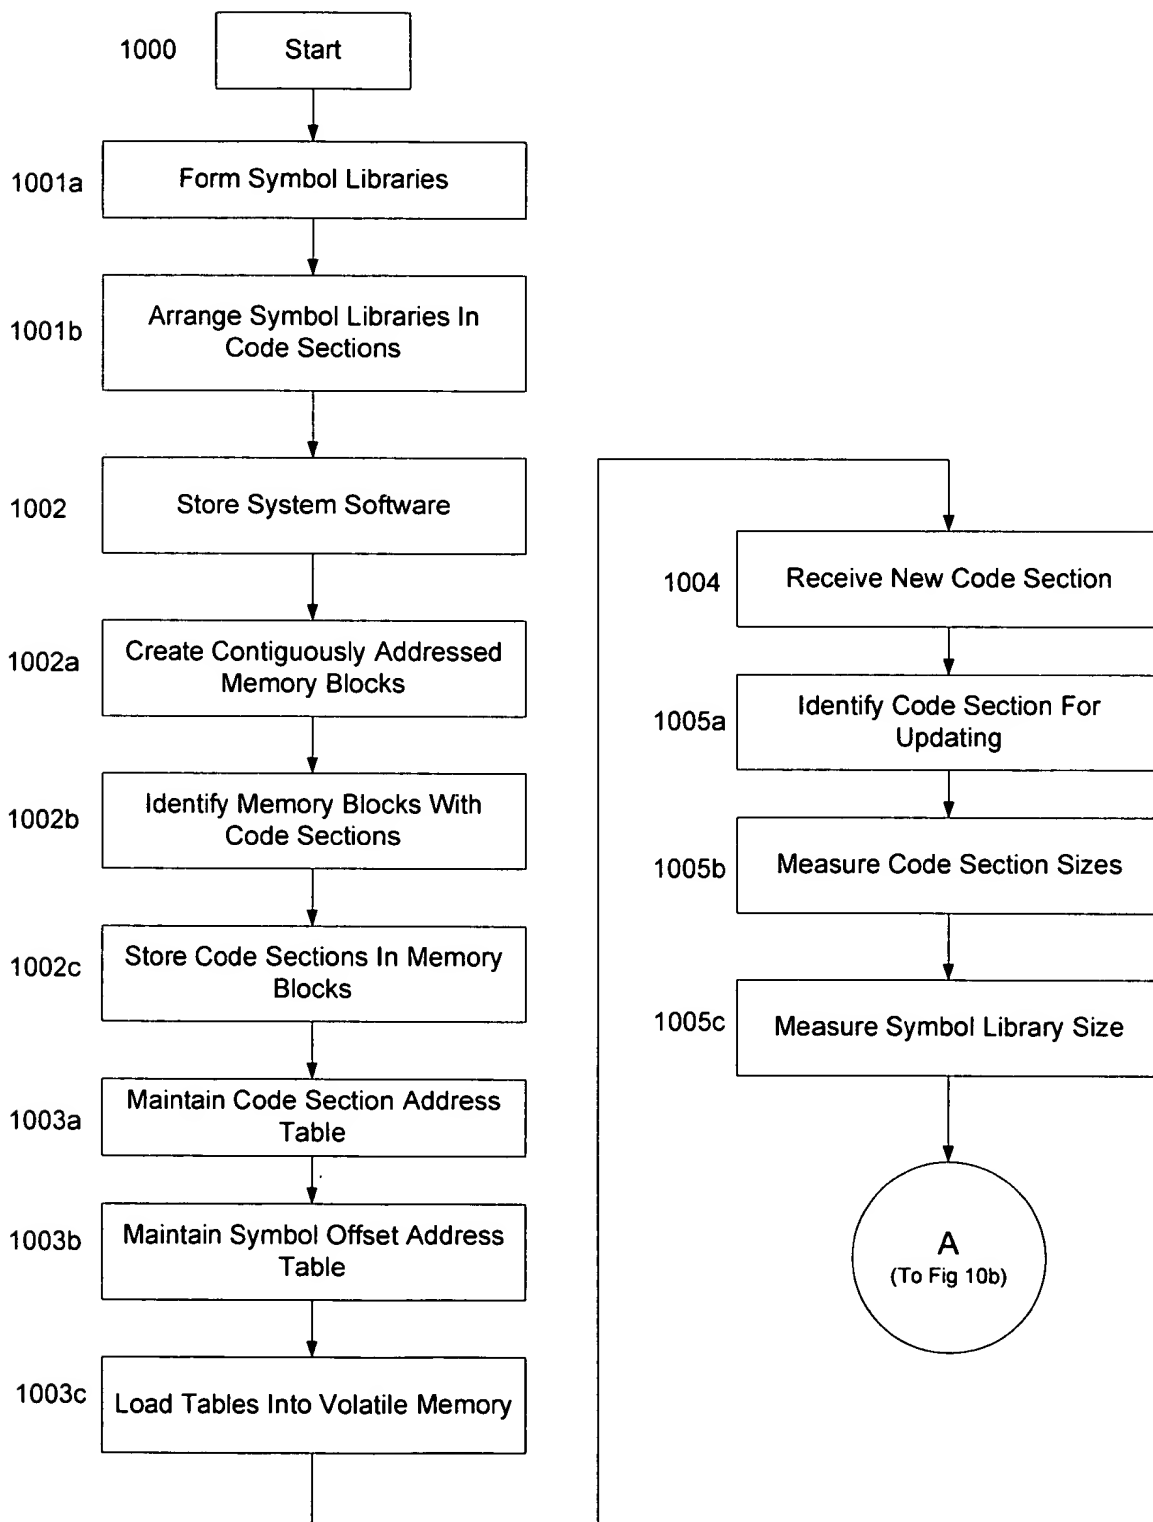 1000
Start
1001a
Form Symbol Libraries
1001b
Arrange Symbol Libraries In
Code Sections
1002
Store System Software
1002a
Create Contiguously Addressed
Memory Blocks
1002b
Identify Memory Blocks With
Code Sections
1002c
Store Code Sections In Memory
Blocks
1003a
Maintain Code Section Address
Table
1003b
Maintain Symbol Offset Address
Table
1003c
Load Tables Into Volatile Memory
1004
Receive New Code Section
1005a
Identify Code Section For
Updating
1005b
Measure Code Section Sizes
1005c
Measure Symbol Library Size
A
(To Fig 10b)